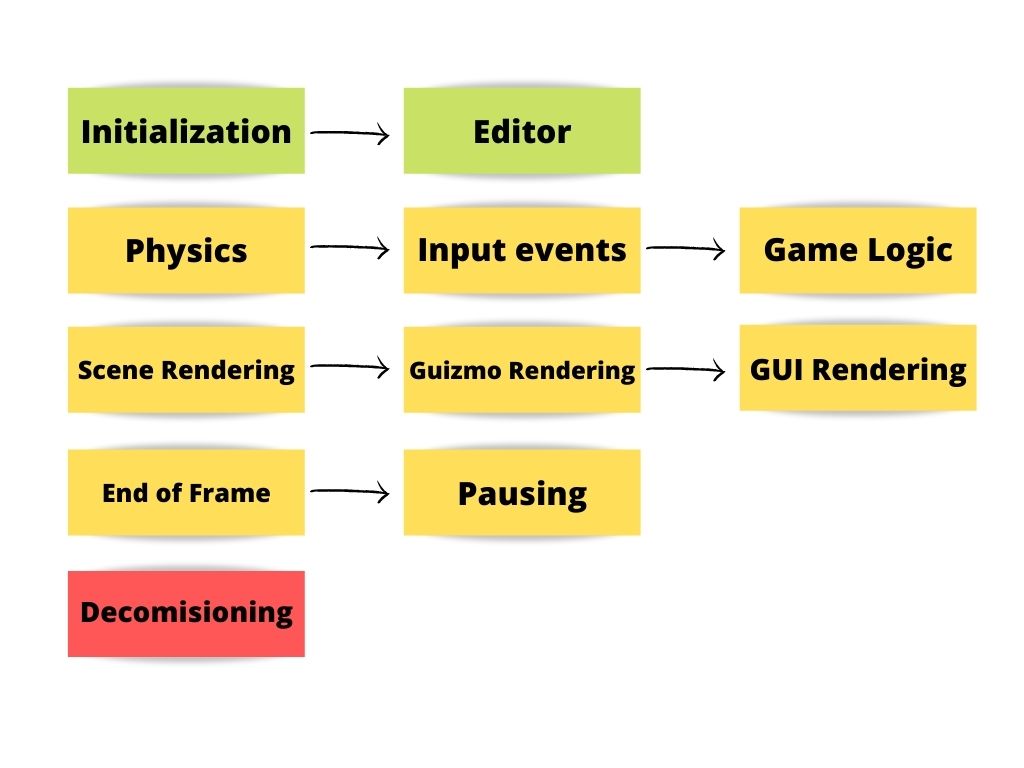 Initialization
Editor
Physics
Input events
Game Logic
Scene Rendering
Guizmo Rendering
GUI Rendering
End of Frame
Pausing
Decomisioning